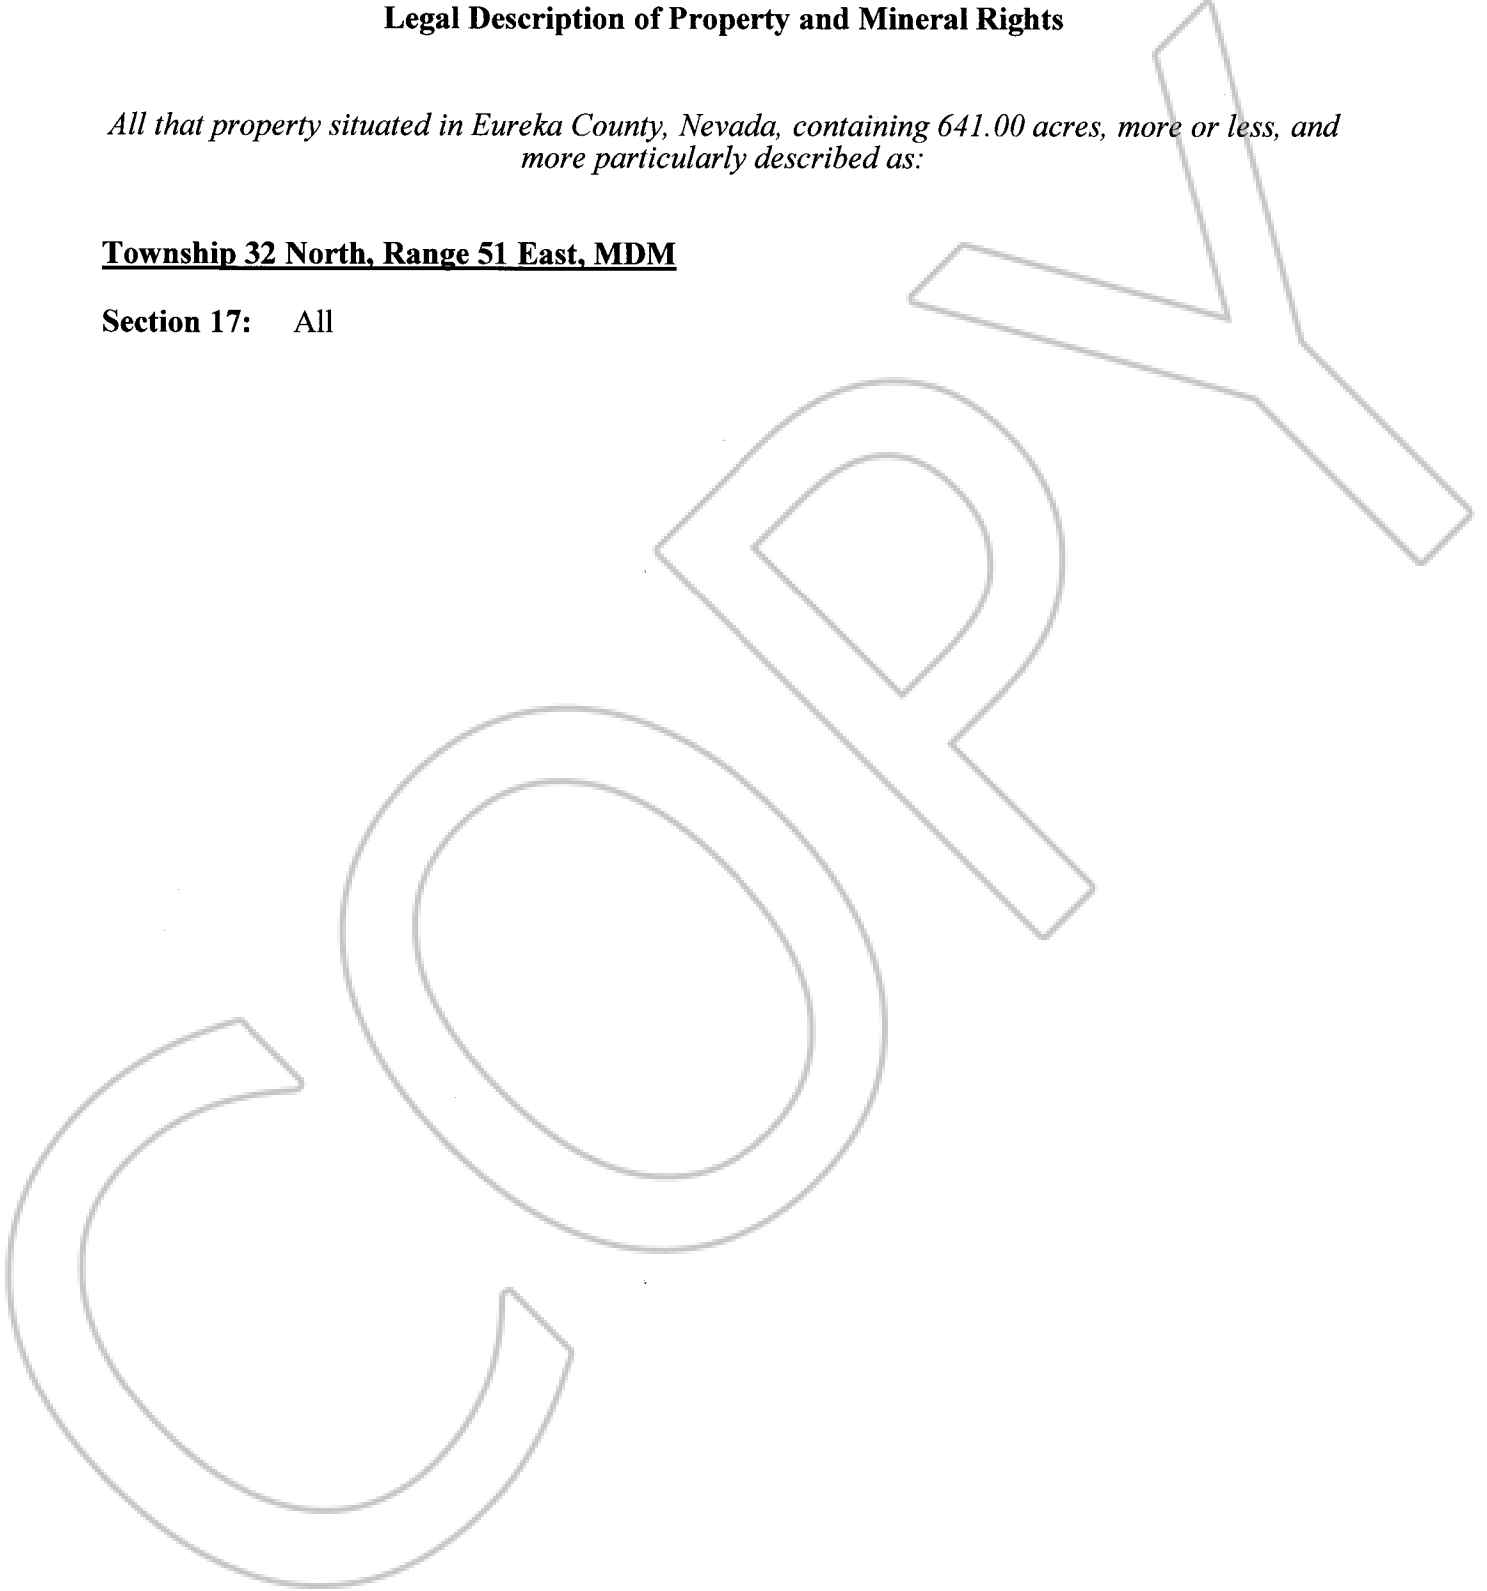 Legal Description of Property and Mineral Rights
All that property situated in Eureka County, Nevada, containing 641.00 acres, more or less, and
more particularly described as:
Township 32 North, Range 51 East, MDM
Section 17: All
COPY